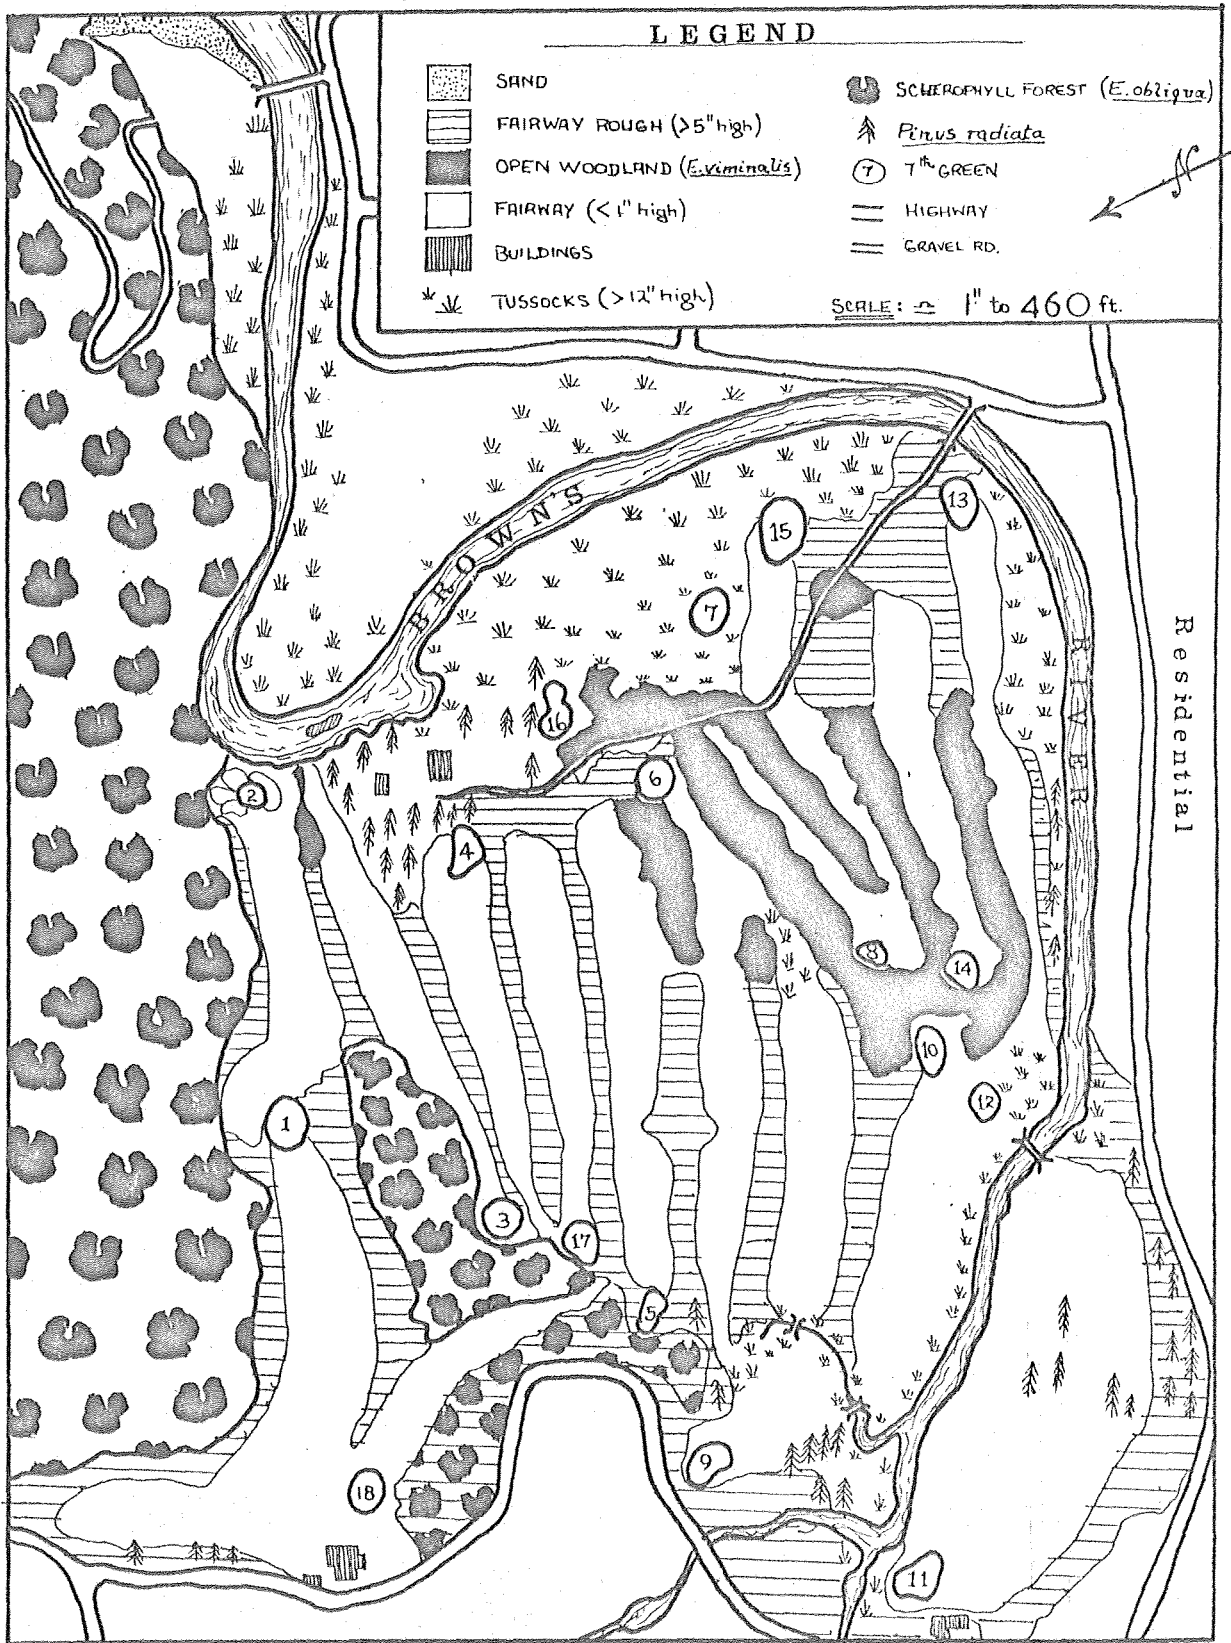 LEGEND
SAND
FAIRWAY ROUGH (>5" high)
OPEN WOODLAND (E.viminalis)
FAIRWAY (<1" high)
BUILDINGS
TUSSOCKS (>12" high)
SCLEROPHYLL FOREST (E.obliqua)
Pinus radiata
7 7th GREEN
HIGHWAY
GRAVEL RD.
SCALE: ≏ 1" to 460 ft.
N
BROWN'S
RIVER
Residential
13
15
7
16
6
2
4
8
14
10
12
1
3
17
5
9
18
11